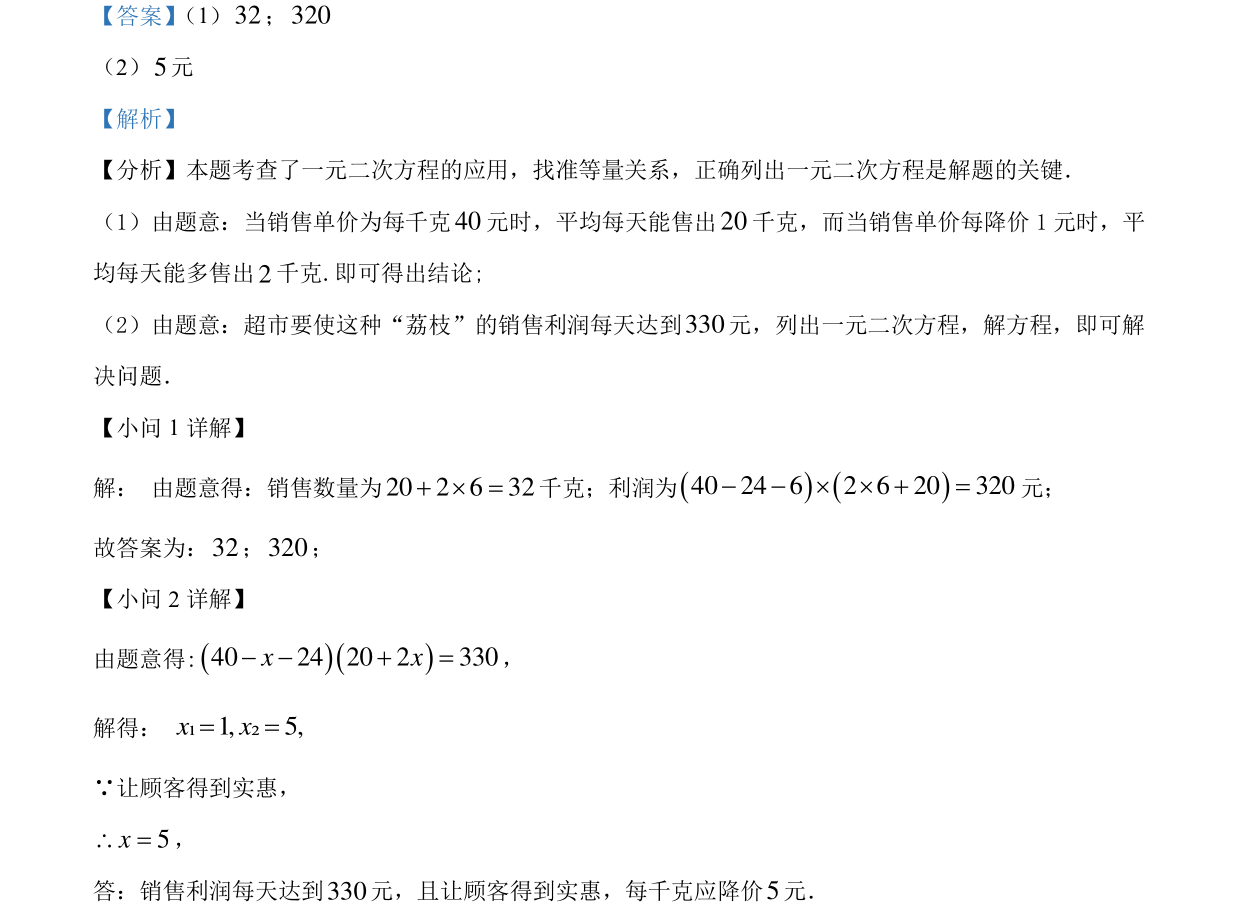 【答案】（1）32；320
（2）5元
【解析】
【分析】本题考查了一元二次方程的应用，找准等量关系，正确列出一元二次方程是解题的关键．
（1）由题意：当销售单价为每千克40元时，平均每天能售出20千克，而当销售单价每降价1元时，平
均每天能多售出2千克.即可得出结论;
（2）由题意：超市要使这种“荔枝”的销售利润每天达到330元，列出一元二次方程，解方程，即可解
决问题．
【小问1详解】
解： 由题意得：销售数量为20+2×6=32千克；利润为(40−24−6)×(2×6+20)=320元；
故答案为：32；320；
【小问2详解】
由题意得:(40−x−24)(20+2x)=330，
解得： x₁=1,x₂=5,
∵让顾客得到实惠，
∴x=5，
答：销售利润每天达到330元，且让顾客得到实惠，每千克应降价5元．